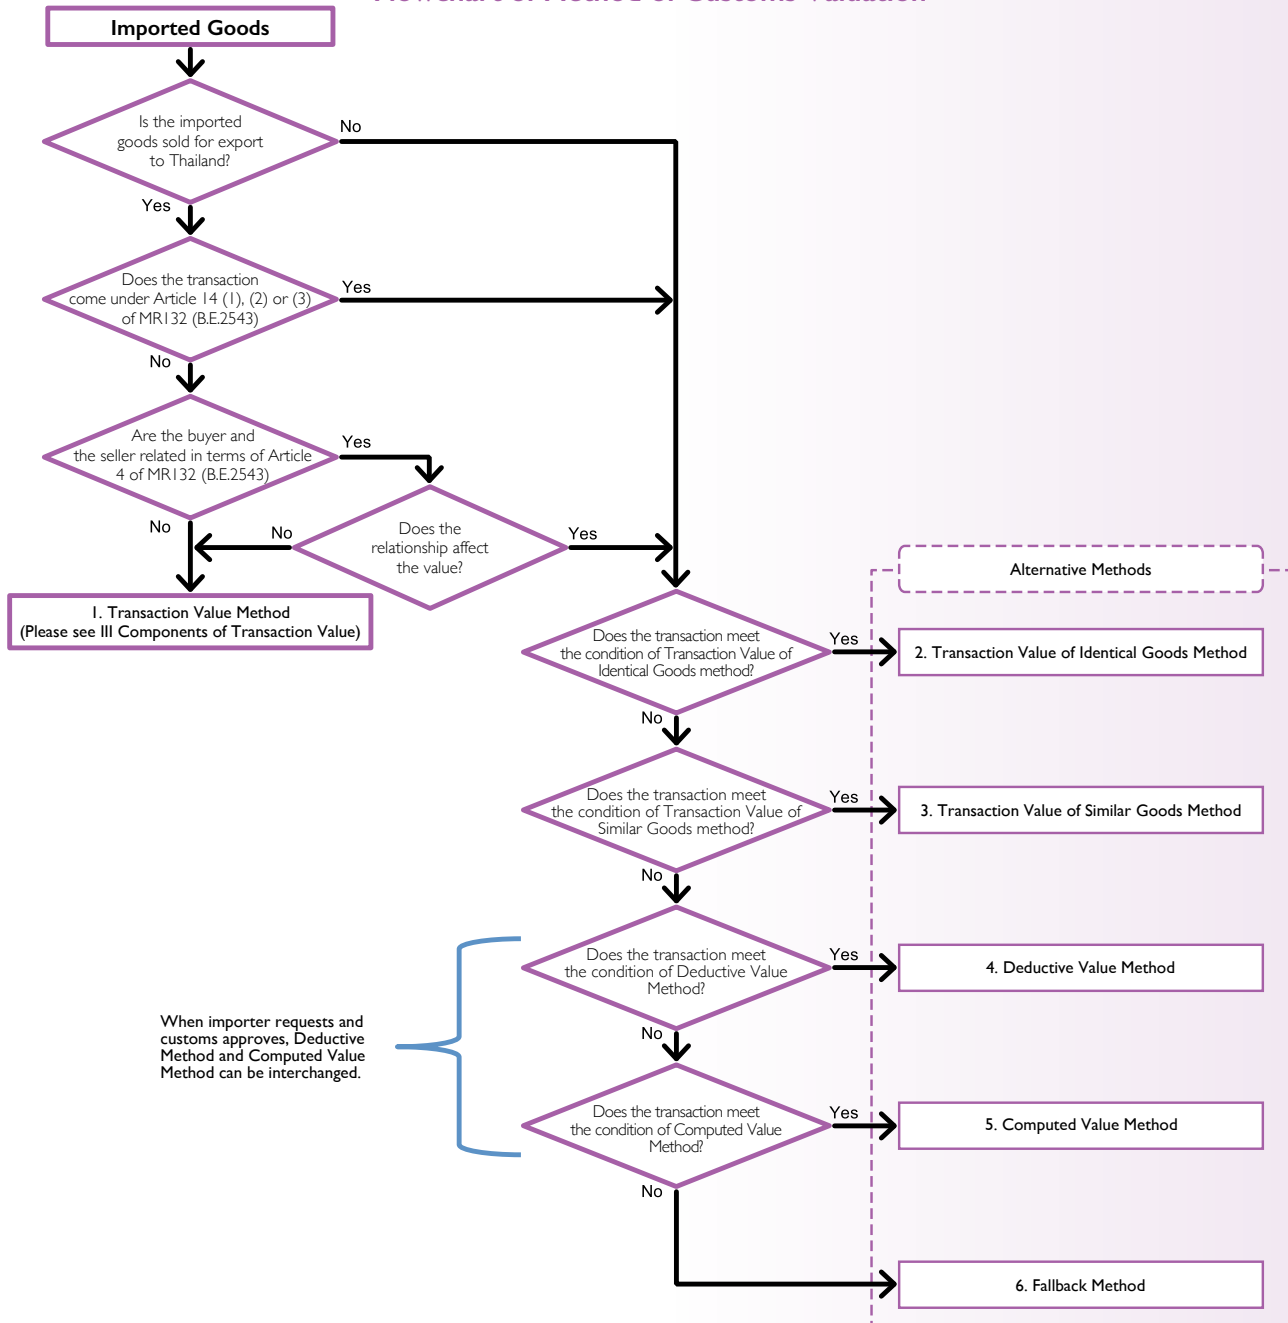 Flowchart of Method of Customs Valuation
Imported Goods
Is the imported
goods sold for export
to Thailand?
No
Yes
Does the transaction
come under Article 14 (1), (2) or (3)
of MR132 (B.E.2543)
Yes
No
Are the buyer and
the seller related in terms of Article
4 of MR132 (B.E.2543)
Yes
No
Does the
relationship affect
the value?
No
Yes
1. Transaction Value Method
(Please see III Components of Transaction Value)
Alternative Methods
Does the transaction meet
the condition of Transaction Value of
Identical Goods method?
Yes
2. Transaction Value of Identical Goods Method
No
Does the transaction meet
the condition of Transaction Value of
Similar Goods method?
Yes
3. Transaction Value of Similar Goods Method
No
Does the transaction meet
the condition of Deductive Value
Method?
Yes
4. Deductive Value Method
No
When importer requests and
customs approves, Deductive
Method and Computed Value
Method can be interchanged.
Does the transaction meet
the condition of Computed Value
Method?
Yes
5. Computed Value Method
No
6. Fallback Method